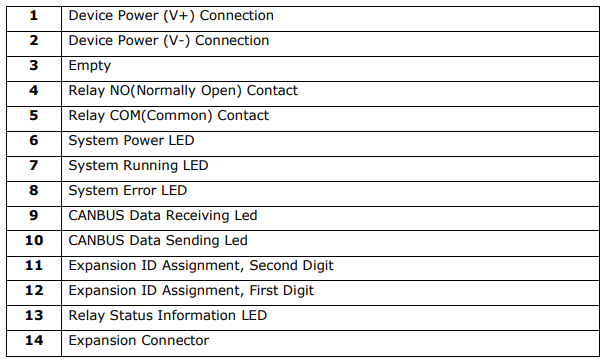 1 Device Power (V+) Connection
2 Device Power (V-) Connection
3 Empty
4 Relay NO(Normally Open) Contact
5 Relay COM(Common) Contact
6 System Power LED
7 System Running LED
8 System Error LED
9 CANBUS Data Receiving Led
10 CANBUS Data Sending Led
11 Expansion ID Assignment, Second Digit
12 Expansion ID Assignment, First Digit
13 Relay Status Information LED
14 Expansion Connector